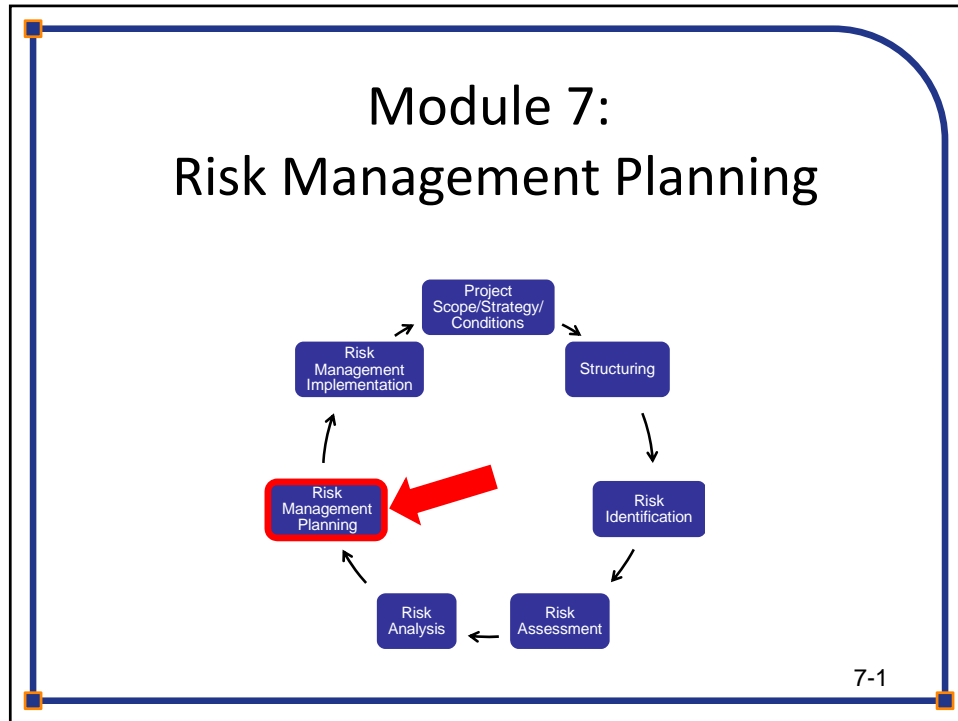 Module 7:
Risk Management Planning
Project
Scope/Strategy/
Conditions
Structuring
Risk
Identification
Risk
Assessment
Risk
Analysis
Risk
Management
Planning
Risk
Management
Implementation
7-1